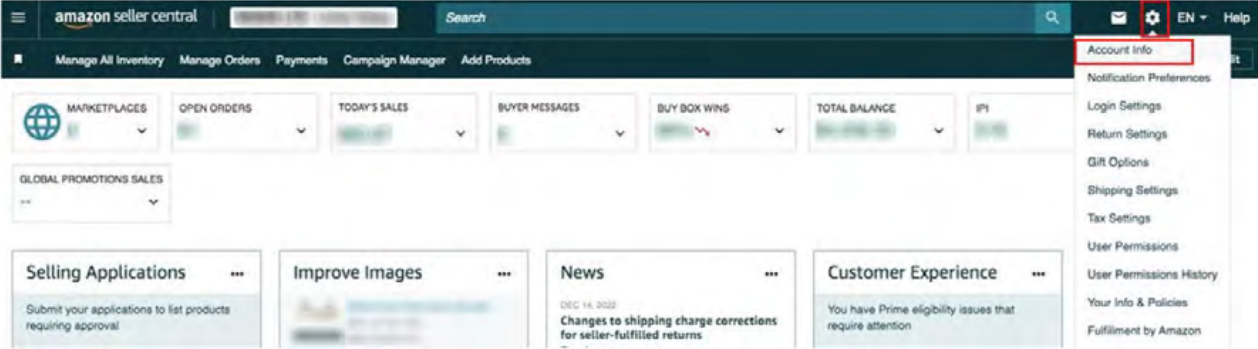 amazon seller central
Search
EN
Help
Manage All Inventory
Manage Orders
Payments
Campaign Manager
Add Products
Account Info
Notification Preferences
Login Settings
Return Settings
Gift Options
Shipping Settings
Tax Settings
User Permissions
User Permissions History
Your Info & Policies
Fulfillment by Amazon
MARKETPLACES
OPEN ORDERS
TODAY'S SALES
BUYER MESSAGES
BUY BOX WINS
TOTAL BALANCE
IPI
GLOBAL PROMOTIONS SALES
--
Selling Applications
Submit your applications to list products
requiring approval
Improve Images
News
DEC 14, 2022
Changes to shipping charge corrections
for seller-fulfilled returns
Customer Experience
You have Prime eligibility issues that
require attention